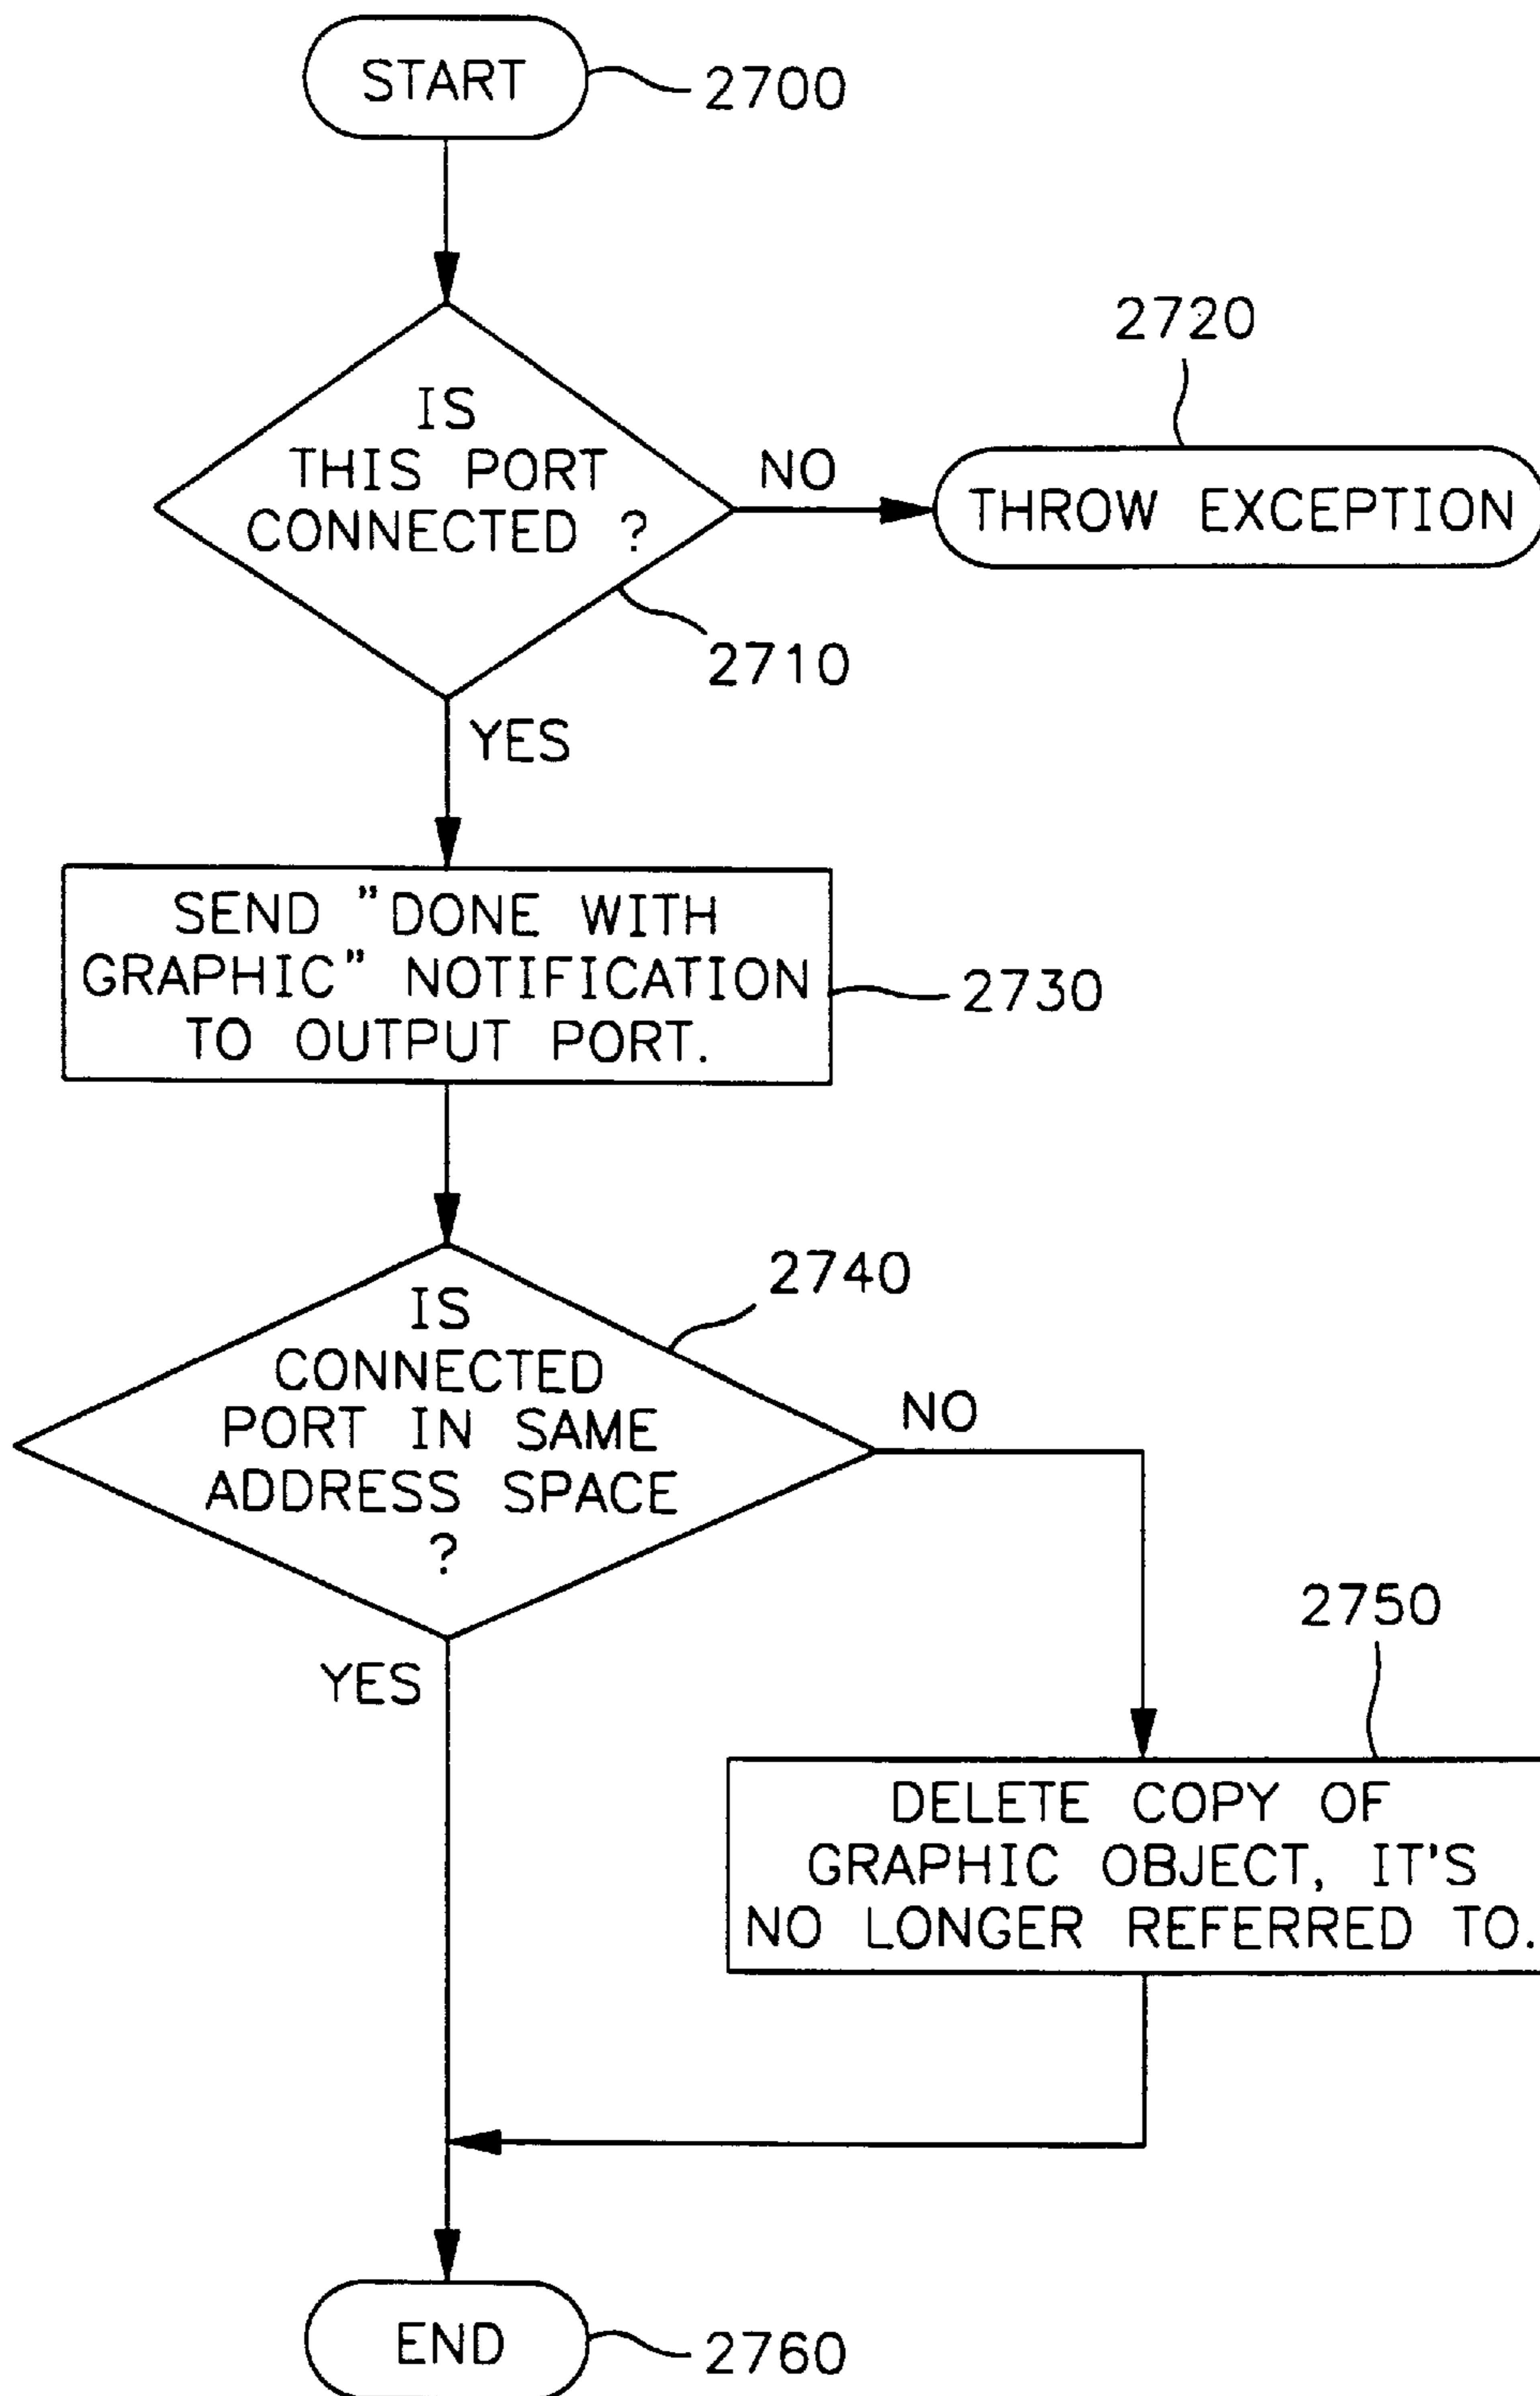 START
2700
IS
THIS PORT
CONNECTED ?
NO
2720
THROW EXCEPTION
2710
YES
SEND "DONE WITH
GRAPHIC" NOTIFICATION
TO OUTPUT PORT.
2730
2740
IS
CONNECTED
PORT IN SAME
ADDRESS SPACE
?
NO
YES
2750
DELETE COPY OF
GRAPHIC OBJECT, IT'S
NO LONGER REFERRED TO.
END
2760